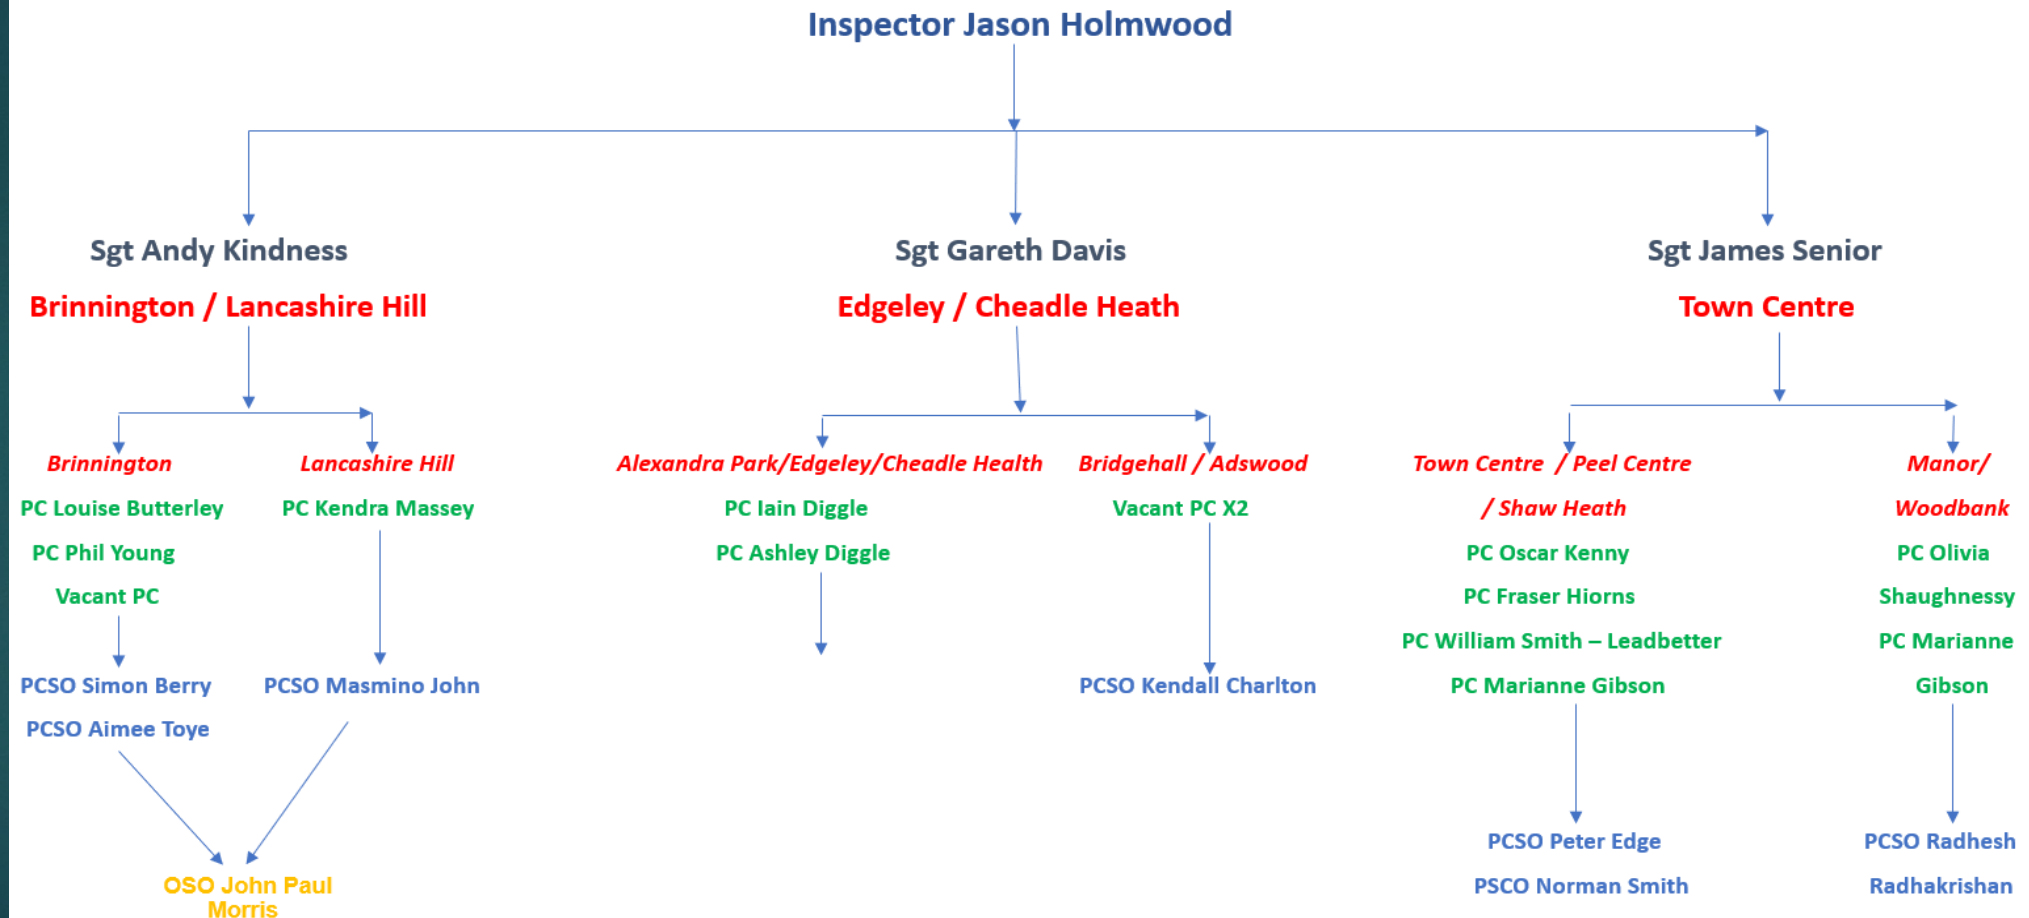 Inspector Jason Holmwood
Sgt Andy Kindness
Brinnington / Lancashire Hill
Brinnington
PC Louise Butterley
PC Phil Young
Vacant PC
PCSO Simon Berry
PCSO Aimee Toye
Lancashire Hill
PC Kendra Massey
PCSO Masmino John
OSO John Paul
Morris
Sgt Gareth Davis
Edgeley / Cheadle Heath
Alexandra Park/Edgeley/Cheadle Health
PC Iain Diggle
PC Ashley Diggle
Bridgehall / Adswood
Vacant PC X2
PCSO Kendall Charlton
Sgt James Senior
Town Centre
Town Centre / Peel Centre
/ Shaw Heath
PC Oscar Kenny
PC Fraser Hiorns
PC William Smith – Leadbetter
PC Marianne Gibson
PCSO Peter Edge
PSCO Norman Smith
Manor/
Woodbank
PC Olivia
Shaughnessy
PC Marianne
Gibson
PCSO Radhesh
Radhakrishan